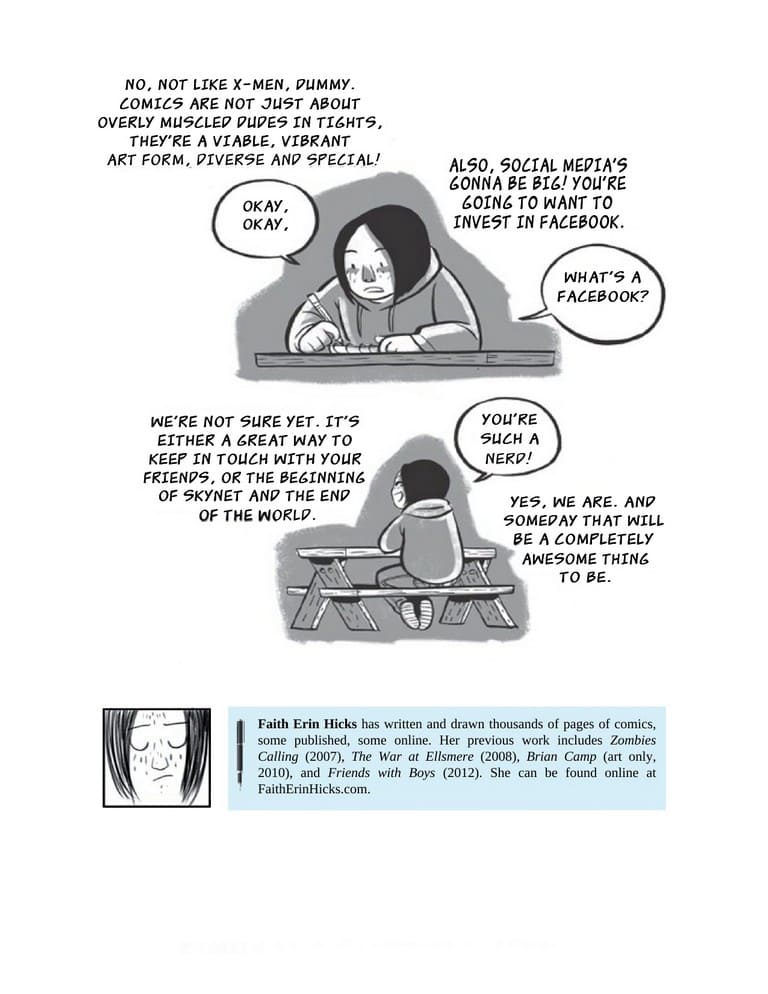 NO, NOT LIKE X-MEN, DUMMY.
COMICS ARE NOT JUST ABOUT
OVERLY MUSCLED DUDES IN TIGHTS,
THEY'RE A VIABLE, VIBRANT
ART FORM, DIVERSE AND SPECIAL!
OKAY,
OKAY,
ALSO, SOCIAL MEDIA'S
GONNA BE BIG! YOU'RE
GOING TO WANT TO
INVEST IN FACEBOOK.
WHAT'S A
FACEBOOK?
WE'RE NOT SURE YET. IT'S
EITHER A GREAT WAY TO
KEEP IN TOUCH WITH YOUR
FRIENDS, OR THE BEGINNING
OF SKYNET AND THE END
OF THE WORLD.
YOU'RE
SUCH A
NERD!
YES, WE ARE. AND
SOMEDAY THAT WILL
BE A COMPLETELY
AWESOME THING
TO BE.
Faith Erin Hicks has written and drawn thousands of pages of comics,
some published, some online. Her previous work includes Zombies
Calling (2007), The War at Ellsmere (2008), Brian Camp (art only,
2010), and Friends with Boys (2012). She can be found online at
FaithErinHicks.com.